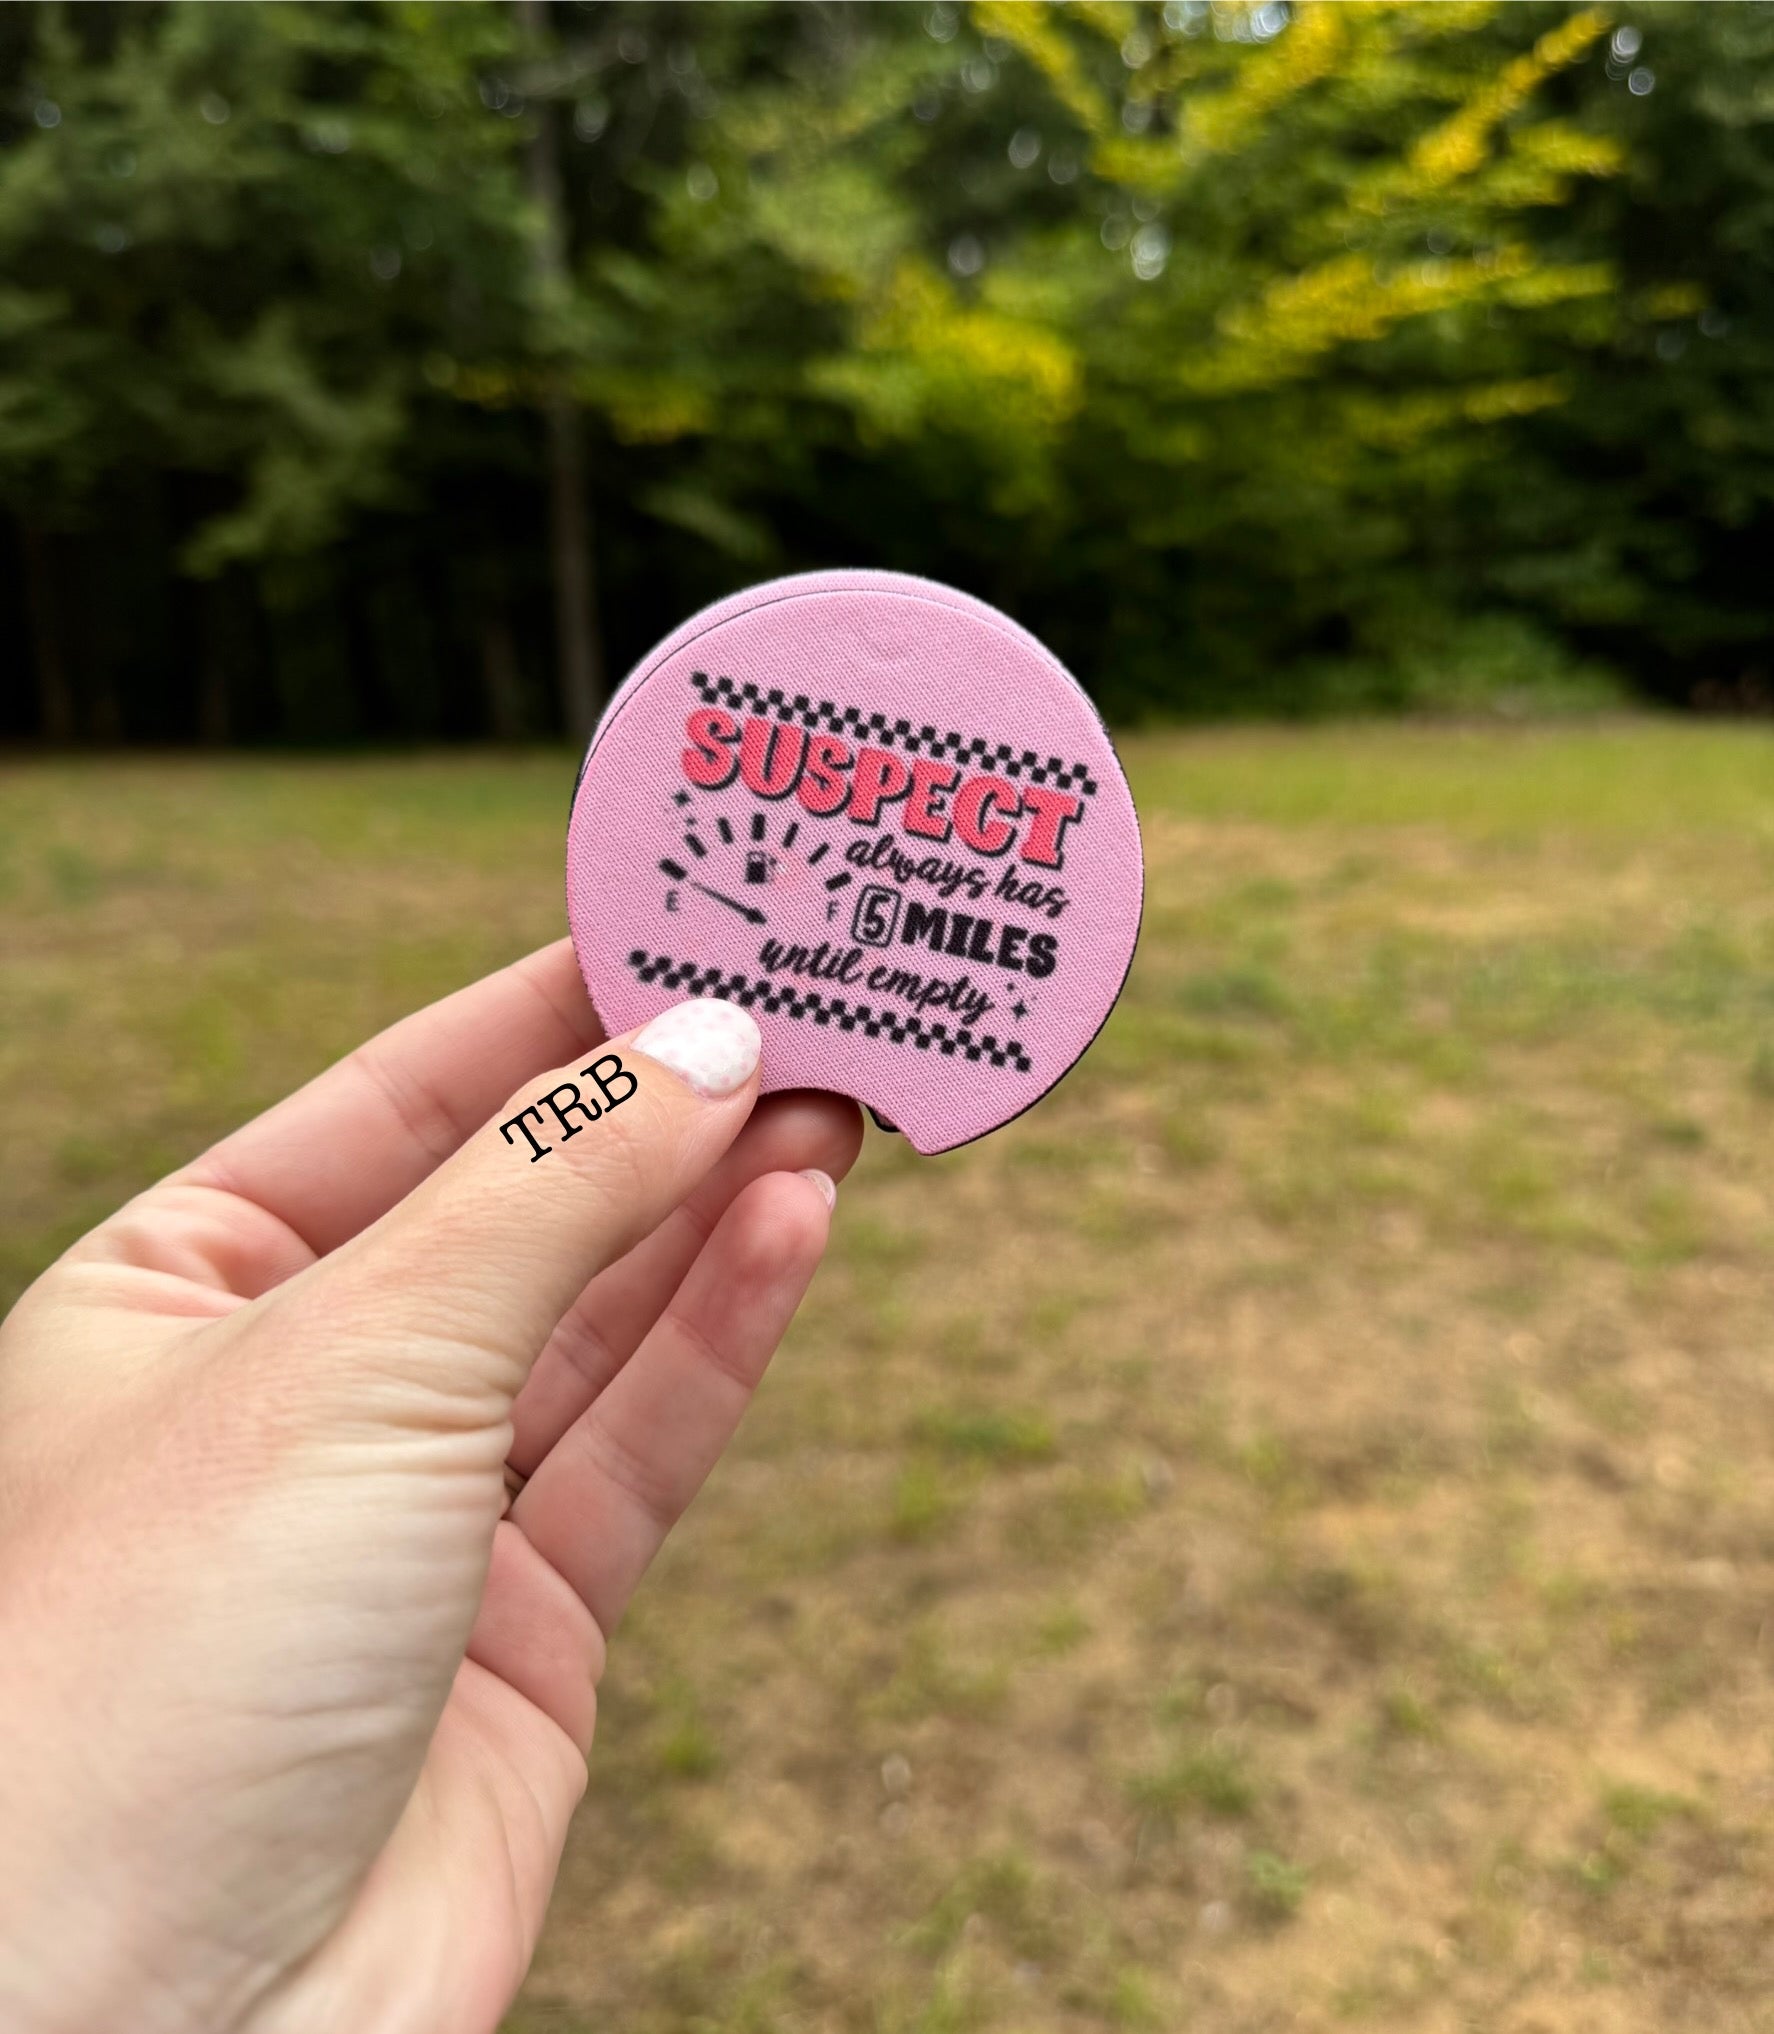 SUSPECT
always has
E F 5 MILES
until empty
TRB